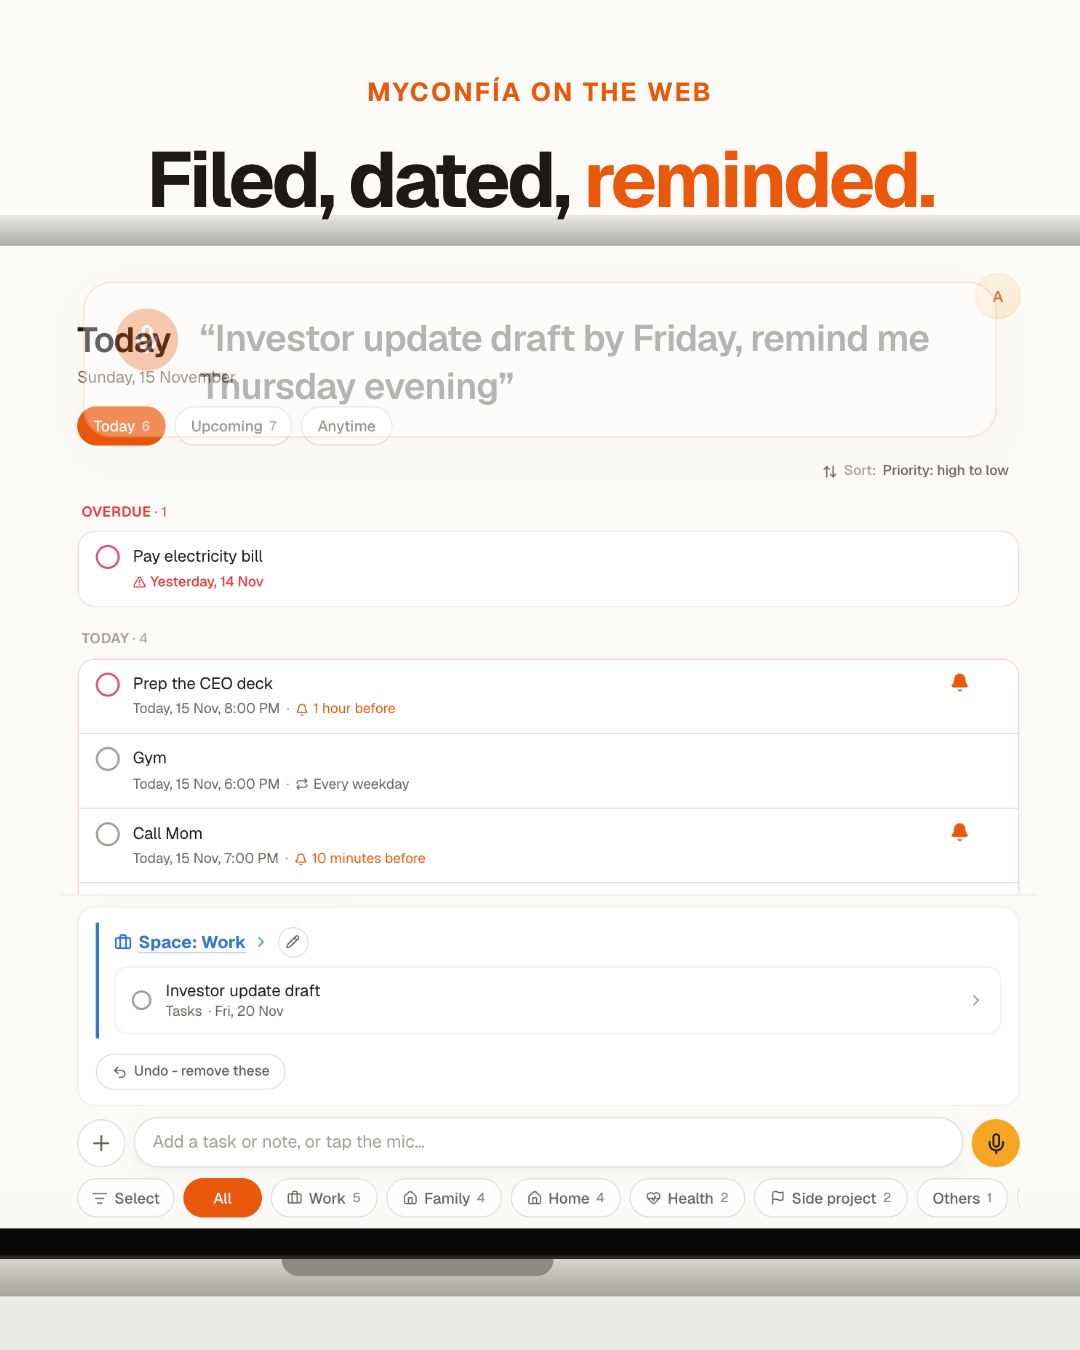 MYCONFÍA ON THE WEB
Filed, dated, reminded.
A
Today
“Investor update draft by Friday, remind me
Thursday evening”
Sunday, 15 November
Today 6
Upcoming 7
Anytime
Sort: Priority: high to low
OVERDUE · 1
Pay electricity bill
Yesterday, 14 Nov
TODAY · 4
Prep the CEO deck
Today, 15 Nov, 8:00 PM · 1 hour before
Gym
Today, 15 Nov, 6:00 PM · Every weekday
Call Mom
Today, 15 Nov, 7:00 PM · 10 minutes before
Space: Work
Investor update draft
Tasks · Fri, 20 Nov
Undo - remove these
Add a task or note, or tap the mic...
Select
All
Work 5
Family 4
Home 4
Health 2
Side project 2
Others 1